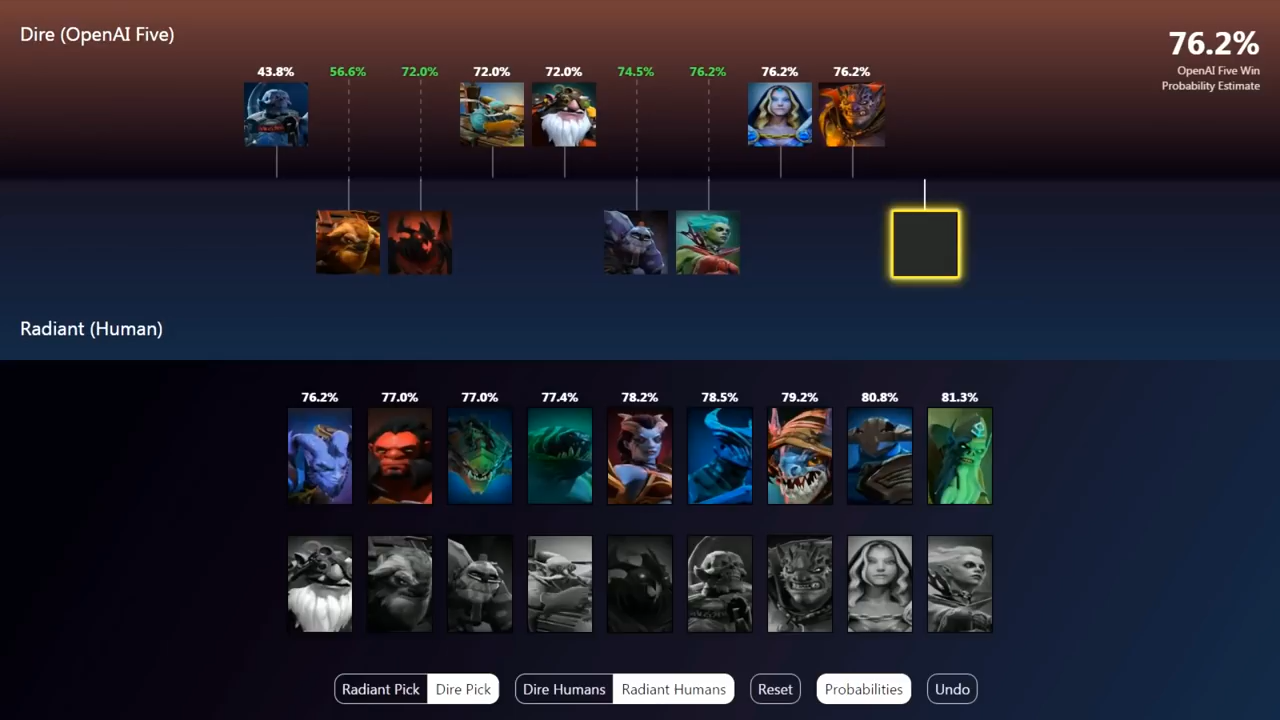 Dire (OpenAI Five)
76.2%
OpenAI Five Win
Probability Estimate
43.8% 56.6% 72.0% 72.0% 72.0% 74.5% 76.2% 76.2% 76.2%
Radiant (Human)
76.2% 77.0% 77.0% 77.4% 78.2% 78.5% 79.2% 80.8% 81.3%
Radiant Pick Dire Pick Dire Humans Radiant Humans Reset Probabilities Undo